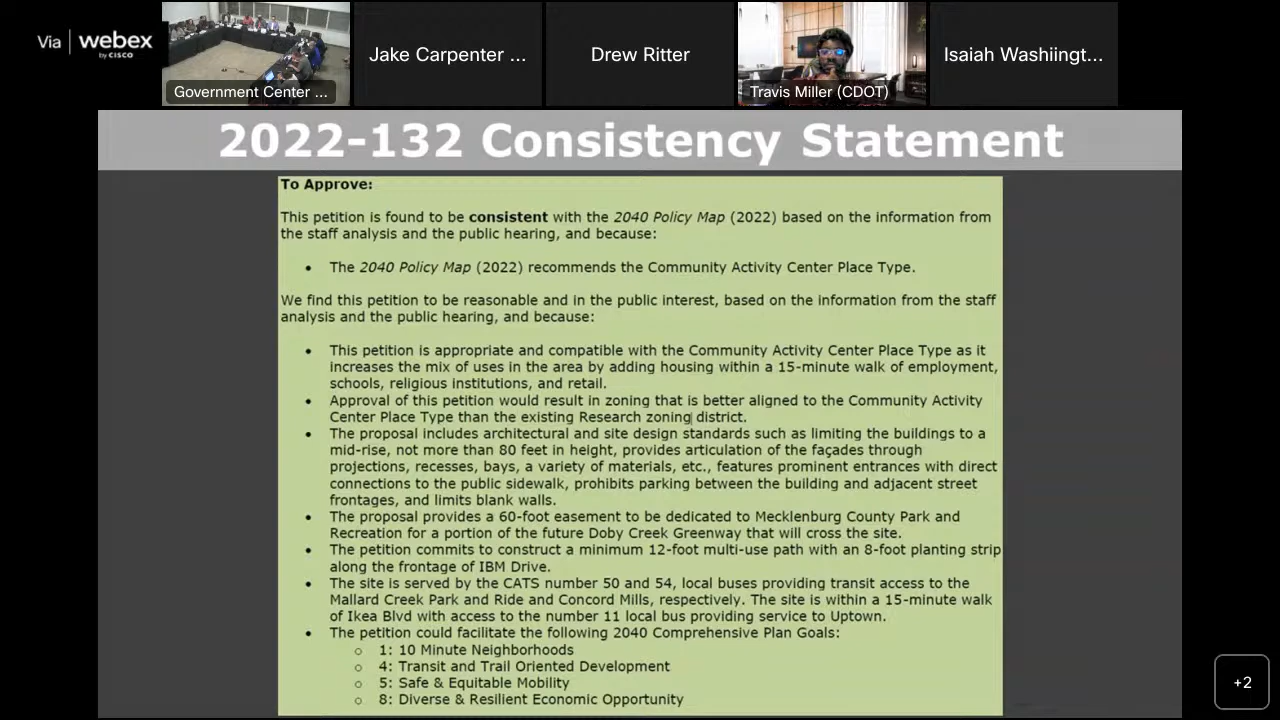 Via | webex
by CISCO
Government Center ...
Jake Carpenter ...
Drew Ritter
Travis Miller (CDOT)
Isaiah Washiingt...
2022-132 Consistency Statement
To Approve:
This petition is found to be consistent with the 2040 Policy Map (2022) based on the information from
the staff analysis and the public hearing, and because:
• The 2040 Policy Map (2022) recommends the Community Activity Center Place Type.
We find this petition to be reasonable and in the public interest, based on the information from the staff
analysis and the public hearing, and because:
• This petition is appropriate and compatible with the Community Activity Center Place Type as it
increases the mix of uses in the area by adding housing within a 15-minute walk of employment,
schools, religious institutions, and retail.
• Approval of this petition would result in zoning that is better aligned to the Community Activity
Center Place Type than the existing Research zoning district.
• The proposal includes architectural and site design standards such as limiting the buildings to a
mid-rise, not more than 80 feet in height, provides articulation of the façades through
projections, recesses, bays, a variety of materials, etc., features prominent entrances with direct
connections to the public sidewalk, prohibits parking between the building and adjacent street
frontages, and limits blank walls.
• The proposal provides a 60-foot easement to be dedicated to Mecklenburg County Park and
Recreation for a portion of the future Doby Creek Greenway that will cross the site.
• The petition commits to construct a minimum 12-foot multi-use path with an 8-foot planting strip
along the frontage of IBM Drive.
• The site is served by the CATS number 50 and 54, local buses providing transit access to the
Mallard Creek Park and Ride and Concord Mills, respectively. The site is within a 15-minute walk
of Ikea Blvd with access to the number 11 local bus providing service to Uptown.
• The petition could facilitate the following 2040 Comprehensive Plan Goals:
○ 1: 10 Minute Neighborhoods
○ 4: Transit and Trail Oriented Development
○ 5: Safe & Equitable Mobility
○ 8: Diverse & Resilient Economic Opportunity
+2